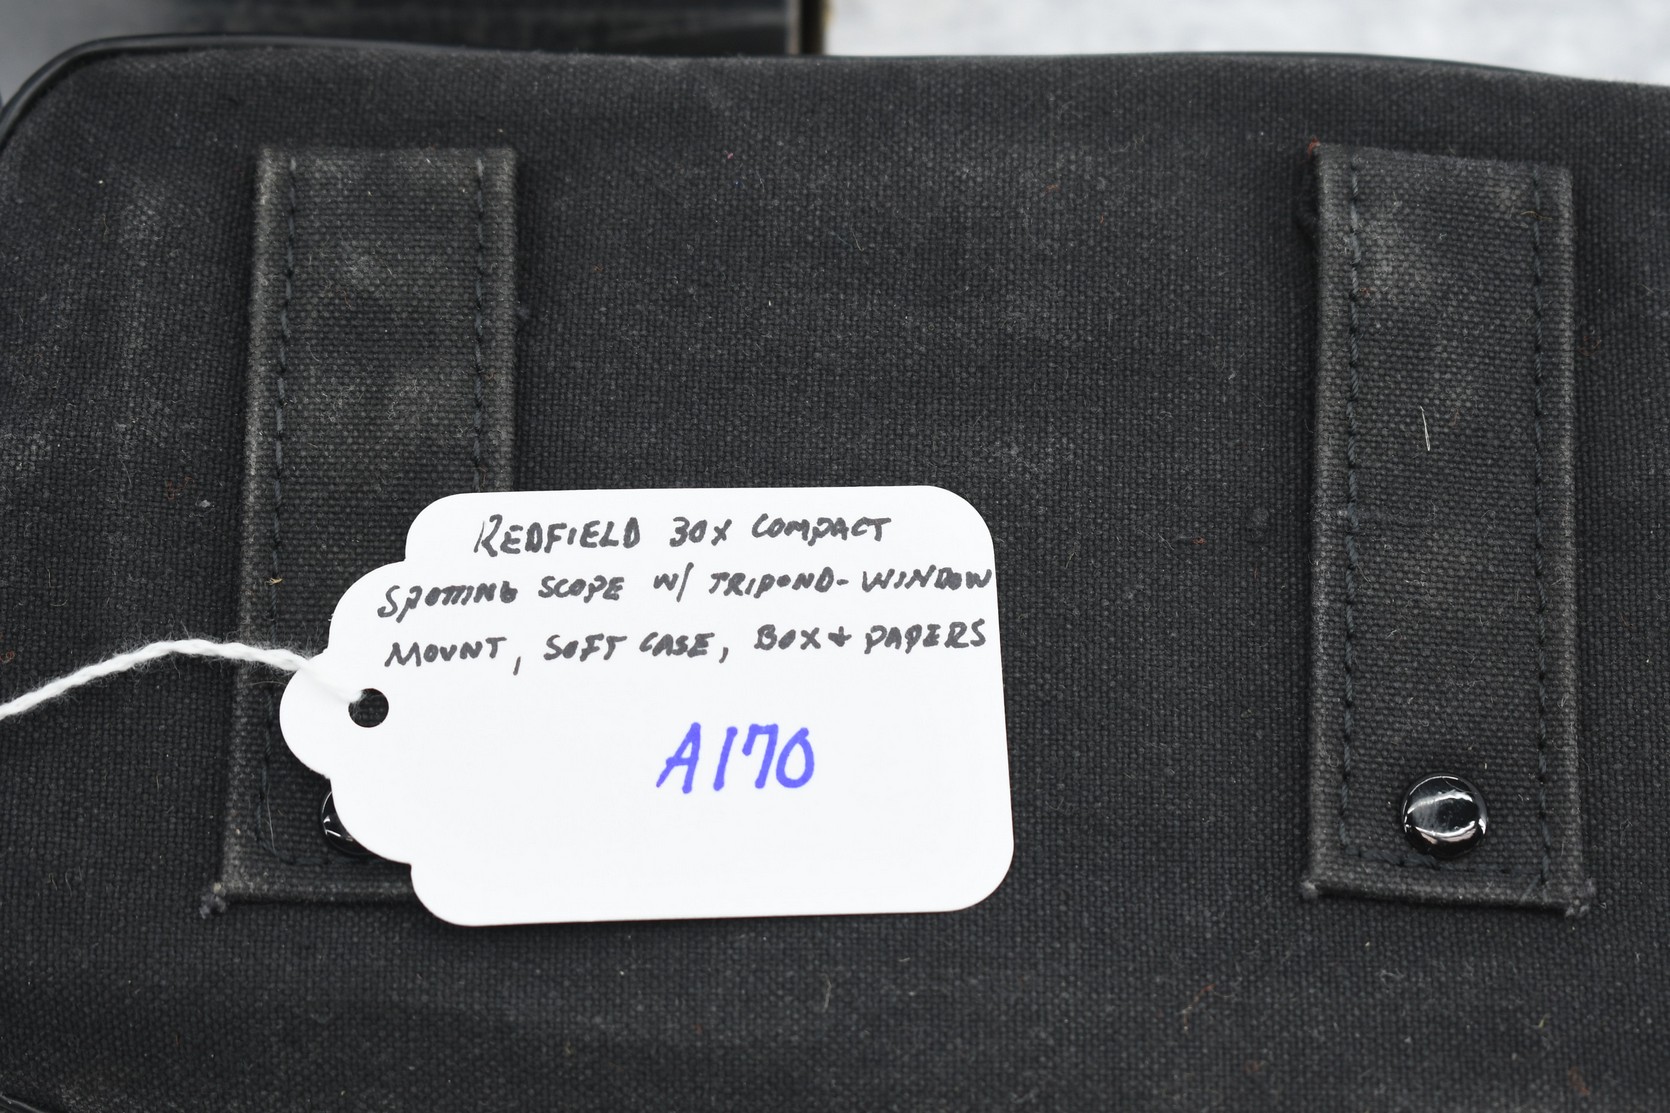 REDFIELD 30X COMPACT
SPOTTING SCOPE W/ TRIPOND-WINDOW
MOUNT, SOFT CASE, BOX + PAPERS
A170